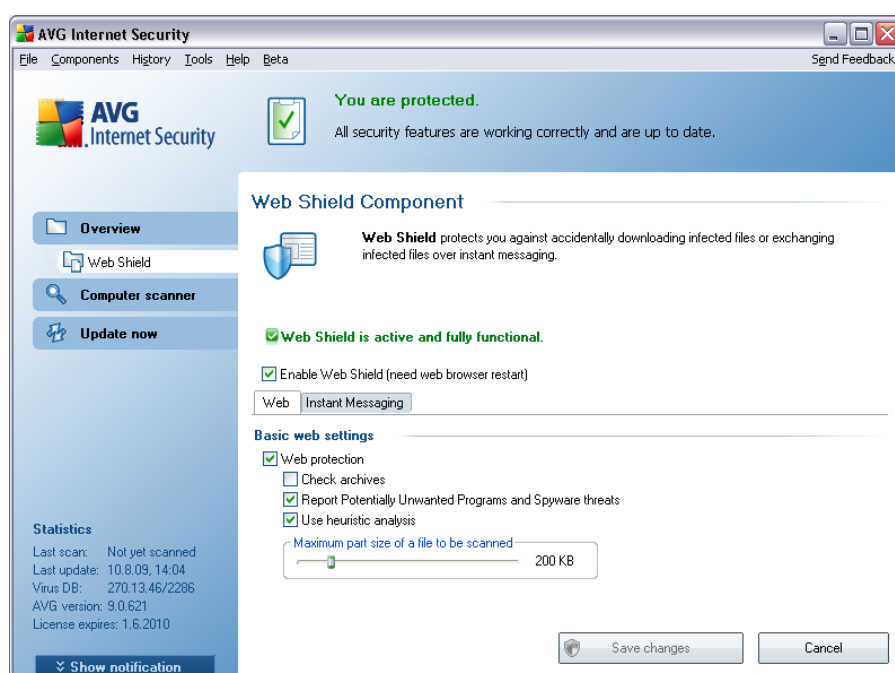 AVG Internet Security
File Components History Tools Help Beta Send Feedback
AVG
Internet Security
You are protected.
All security features are working correctly and are up to date.
Overview
Web Shield
Computer scanner
Update now
Statistics
Last scan: Not yet scanned
Last update: 10.8.09, 14:04
Virus DB: 270.13.46/2286
AVG version: 9.0.621
License expires: 1.6.2010
Show notification
Web Shield Component
Web Shield protects you against accidentally downloading infected files or exchanging
infected files over instant messaging.
Web Shield is active and fully functional.
Enable Web Shield (need web browser restart)
Web Instant Messaging
Basic web settings
Web protection
Check archives
Report Potentially Unwanted Programs and Spyware threats
Use heuristic analysis
Maximum part size of a file to be scanned
200 KB
Save changes Cancel